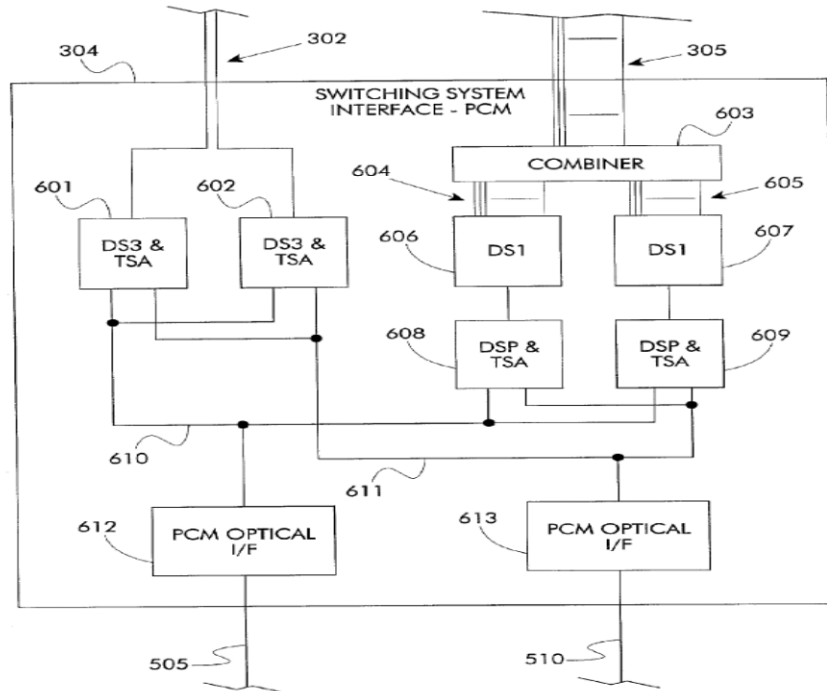 302
305
304
SWITCHING SYSTEM
INTERFACE - PCM
603
COMBINER
604
605
601
602
DS3 &
TSA
DS3 &
TSA
606
DS1
DS1
607
608
DSP &
TSA
DSP &
TSA
609
610
611
612
PCM OPTICAL
I/F
613
PCM OPTICAL
I/F
505
510